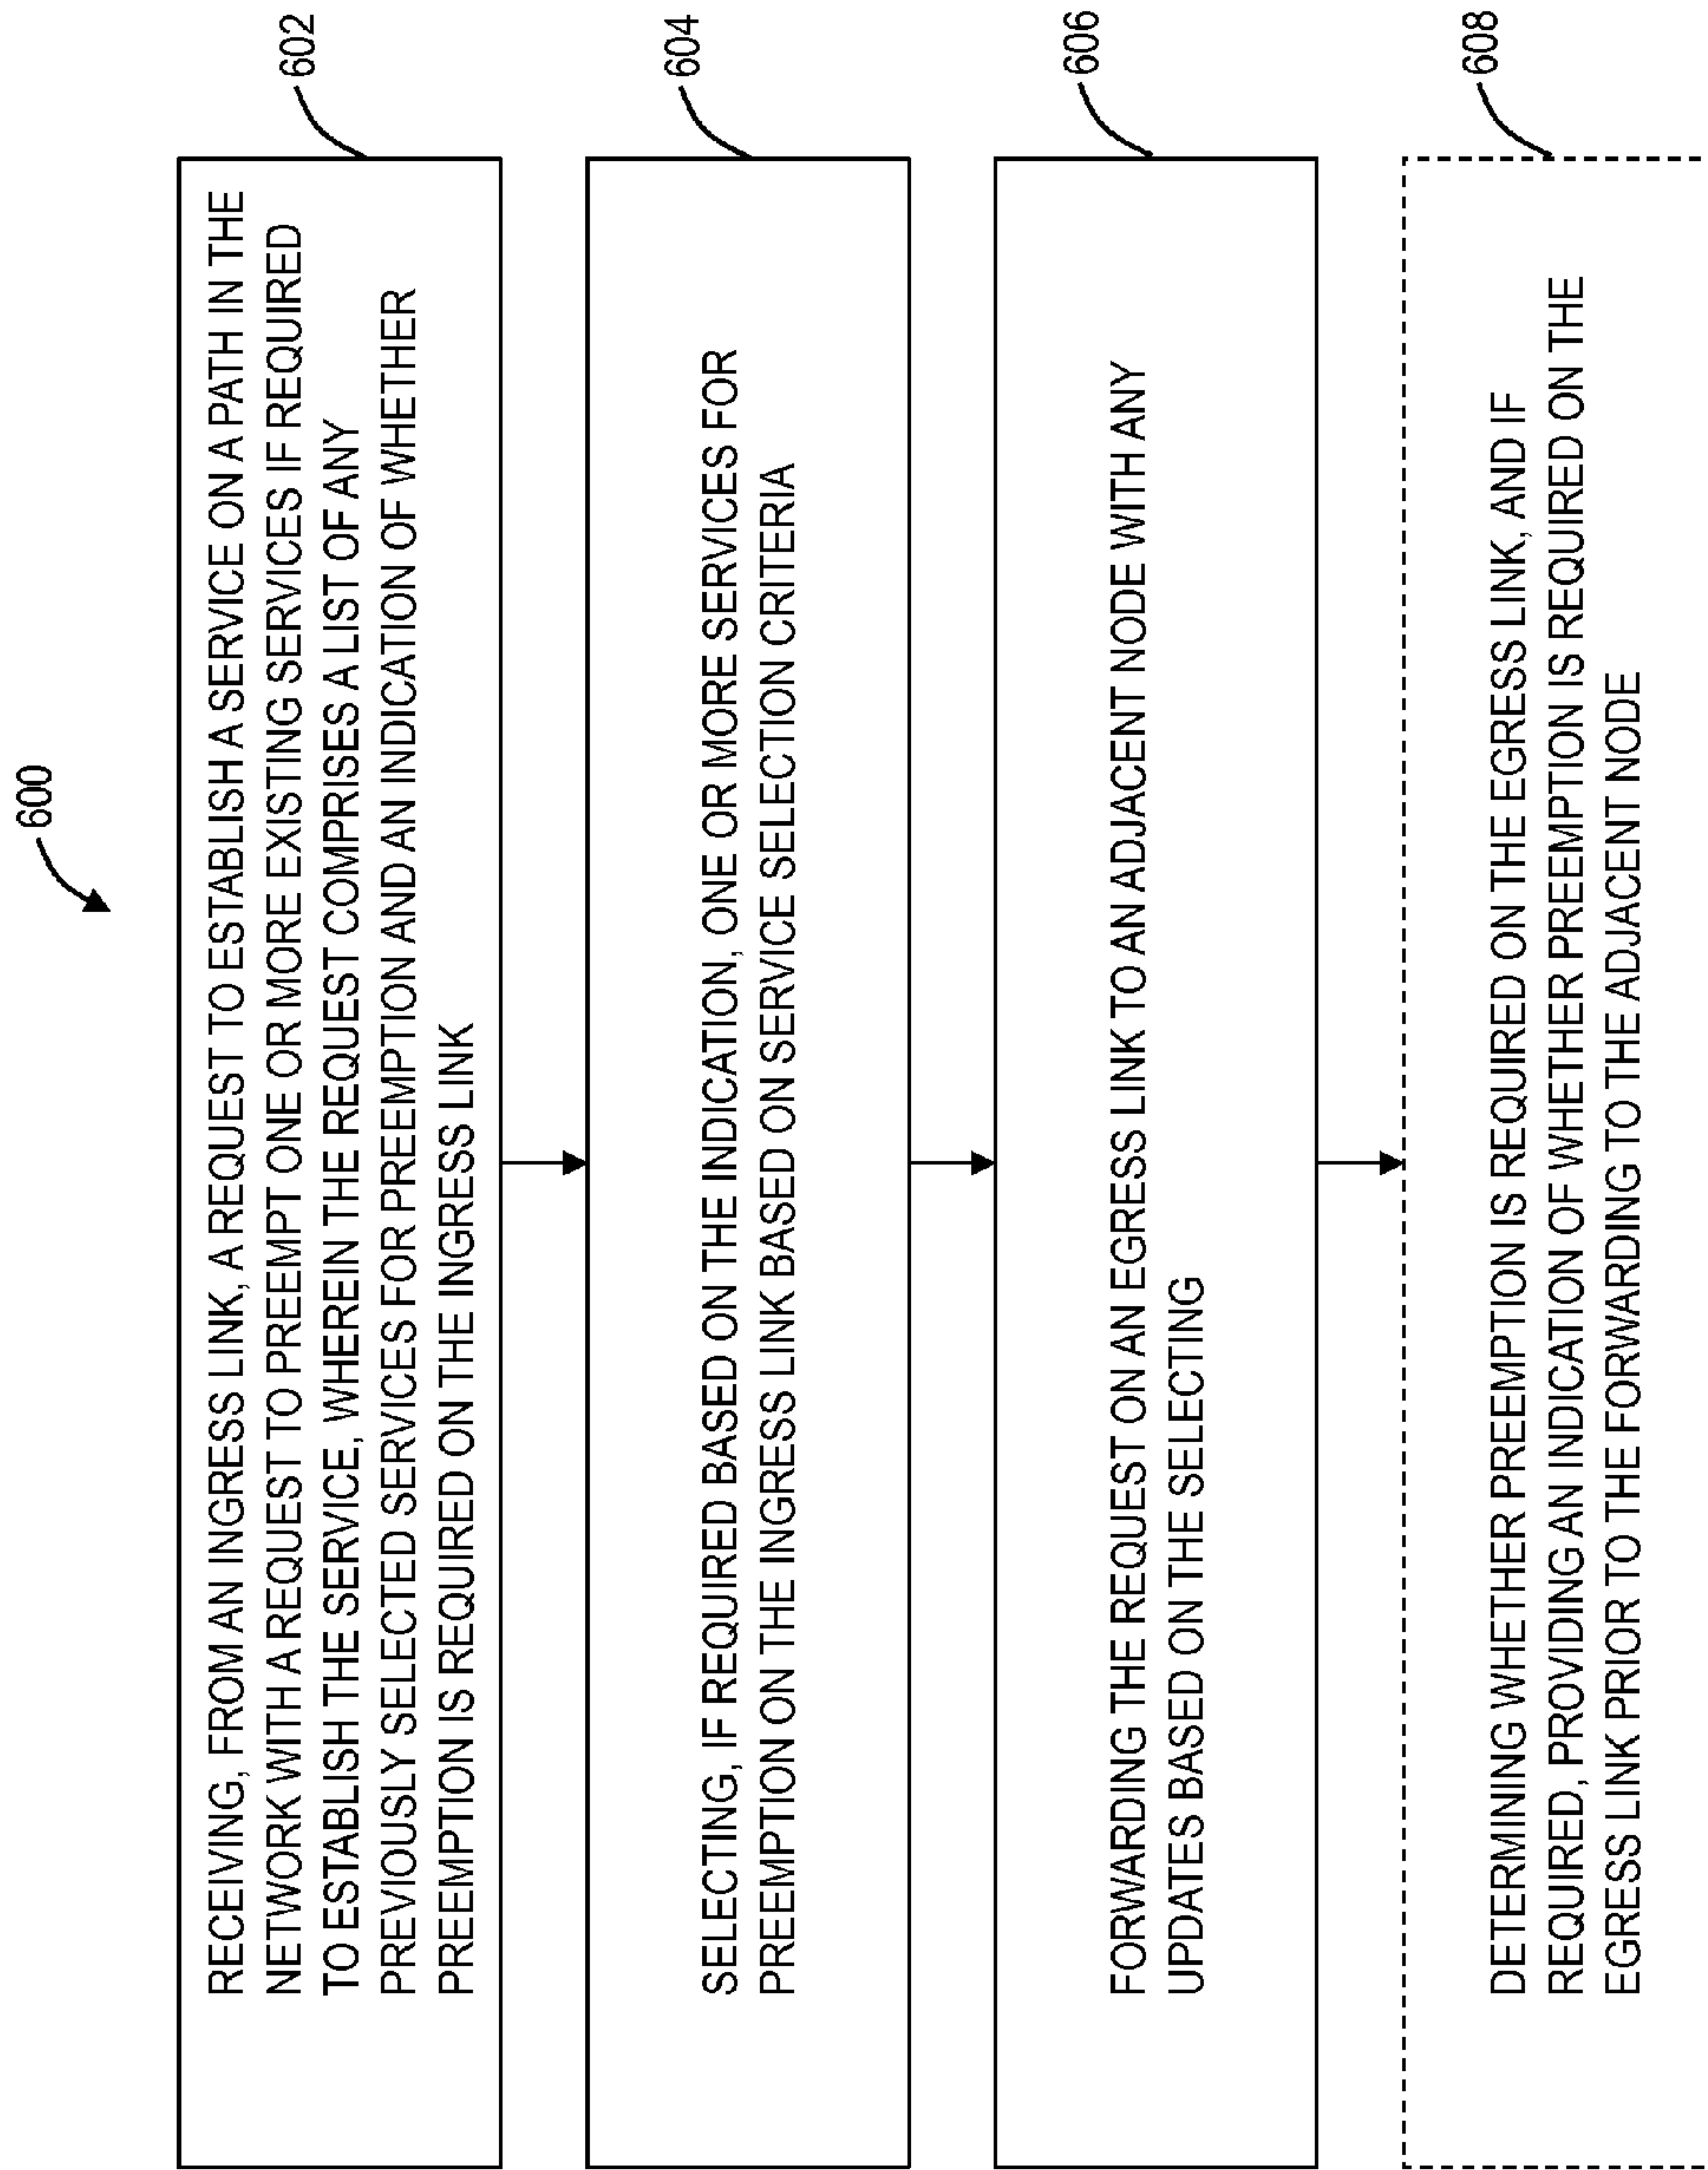 600
RECEIVING, FROM AN INGRESS LINK, A REQUEST TO ESTABLISH A SERVICE ON A PATH IN THE
NETWORK WITH A REQUEST TO PREEMPT ONE OR MORE EXISTING SERVICES IF REQUIRED
TO ESTABLISH THE SERVICE, WHEREIN THE REQUEST COMPRISES A LIST OF ANY
PREVIOUSLY SELECTED SERVICES FOR PREEMPTION AND AN INDICATION OF WHETHER
PREEMPTION IS REQUIRED ON THE INGRESS LINK
602
SELECTING, IF REQUIRED BASED ON THE INDICATION, ONE OR MORE SERVICES FOR
PREEMPTION ON THE INGRESS LINK BASED ON SERVICE SELECTION CRITERIA
604
FORWARDING THE REQUEST ON AN EGRESS LINK TO AN ADJACENT NODE WITH ANY
UPDATES BASED ON THE SELECTING
606
DETERMINING WHETHER PREEMPTION IS REQUIRED ON THE EGRESS LINK, AND IF
REQUIRED, PROVIDING AN INDICATION OF WHETHER PREEMPTION IS REQUIRED ON THE
EGRESS LINK PRIOR TO THE FORWARDING TO THE ADJACENT NODE
608